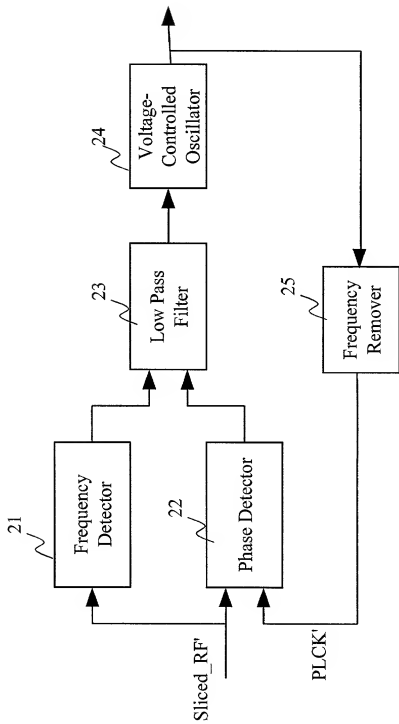 21
Frequency
Detector
22
Phase Detector
23
Low Pass
Filter
24
Voltage-
Controlled
Oscillator
25
Frequency
Remover
Sliced_RF'
PLCK'